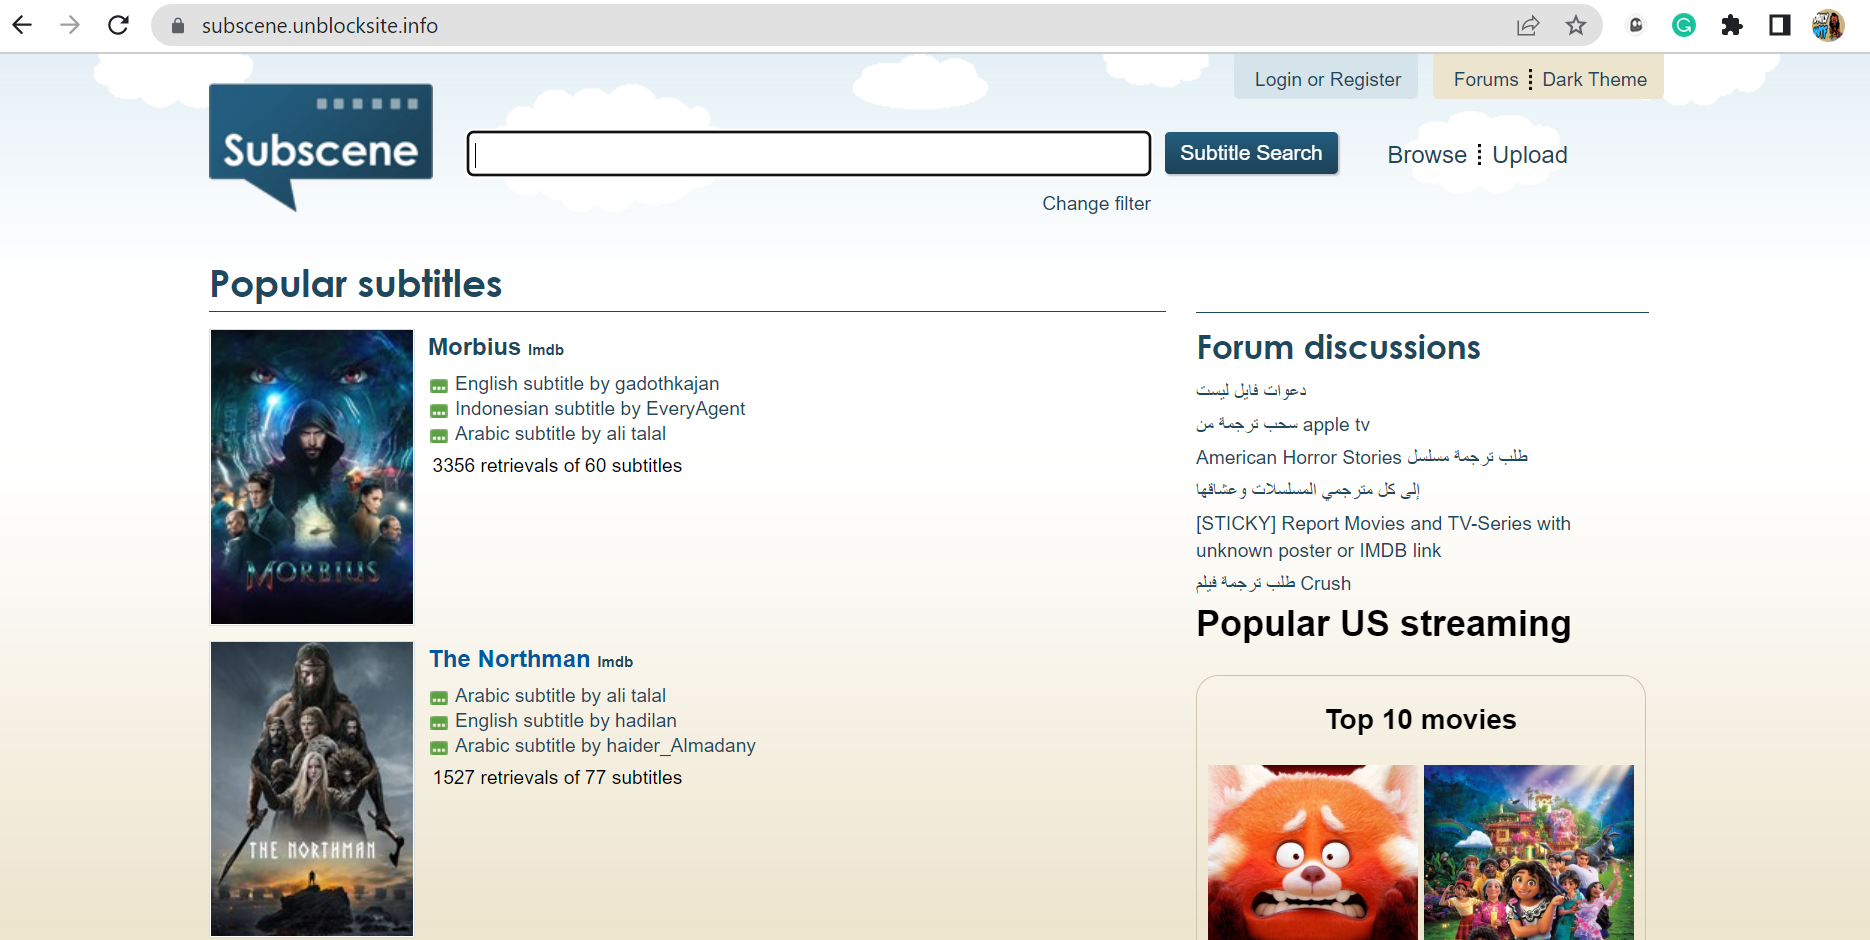 subscene.unblocksite.info
Login or Register
Forums
Dark Theme
Subscene
Subtitle Search
Browse
Upload
Change filter
Popular subtitles
Morbius Imdb
English subtitle by gadothkajan
Indonesian subtitle by EveryAgent
Arabic subtitle by ali talal
3356 retrievals of 60 subtitles
MORBIUS
The Northman Imdb
Arabic subtitle by ali talal
English subtitle by hadilan
Arabic subtitle by haider_Almadany
1527 retrievals of 77 subtitles
THE NORTHMAN
Forum discussions
دعوات فايل ليست
سحب ترجمة من apple tv
American Horror Stories طلب ترجمة مسلسل
إلى كل مترجمي المسلسلات وعشاقها
[STICKY] Report Movies and TV-Series with
unknown poster or IMDB link
طلب ترجمة فيلم Crush
Popular US streaming
Top 10 movies